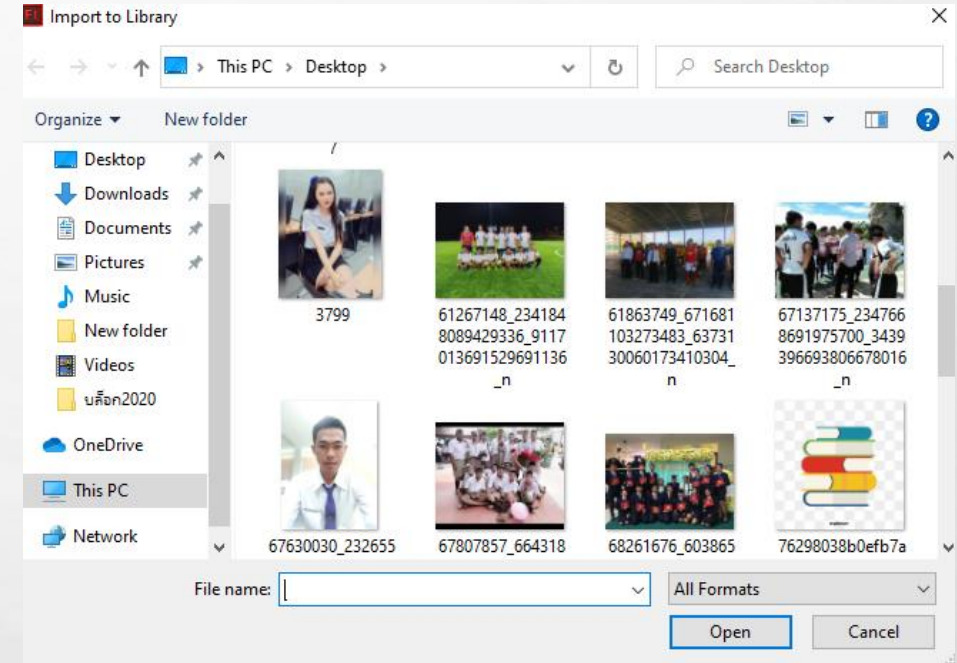 Import to Library
This PC > Desktop >
Search Desktop
Organize
New folder
Desktop
Downloads
Documents
Pictures
Music
New folder
Videos
บล็อก2020
OneDrive
This PC
Network
3799
61267148_234184
8089429336_9117
013691529691136
_n
61863749_671681
103273483_63731
30060173410304_
n
67137175_234766
8691975700_3439
396693806678016
_n
67630030_232655
67807857_664318
68261676_603865
76298038b0efb7a
File name:
All Formats
Open
Cancel